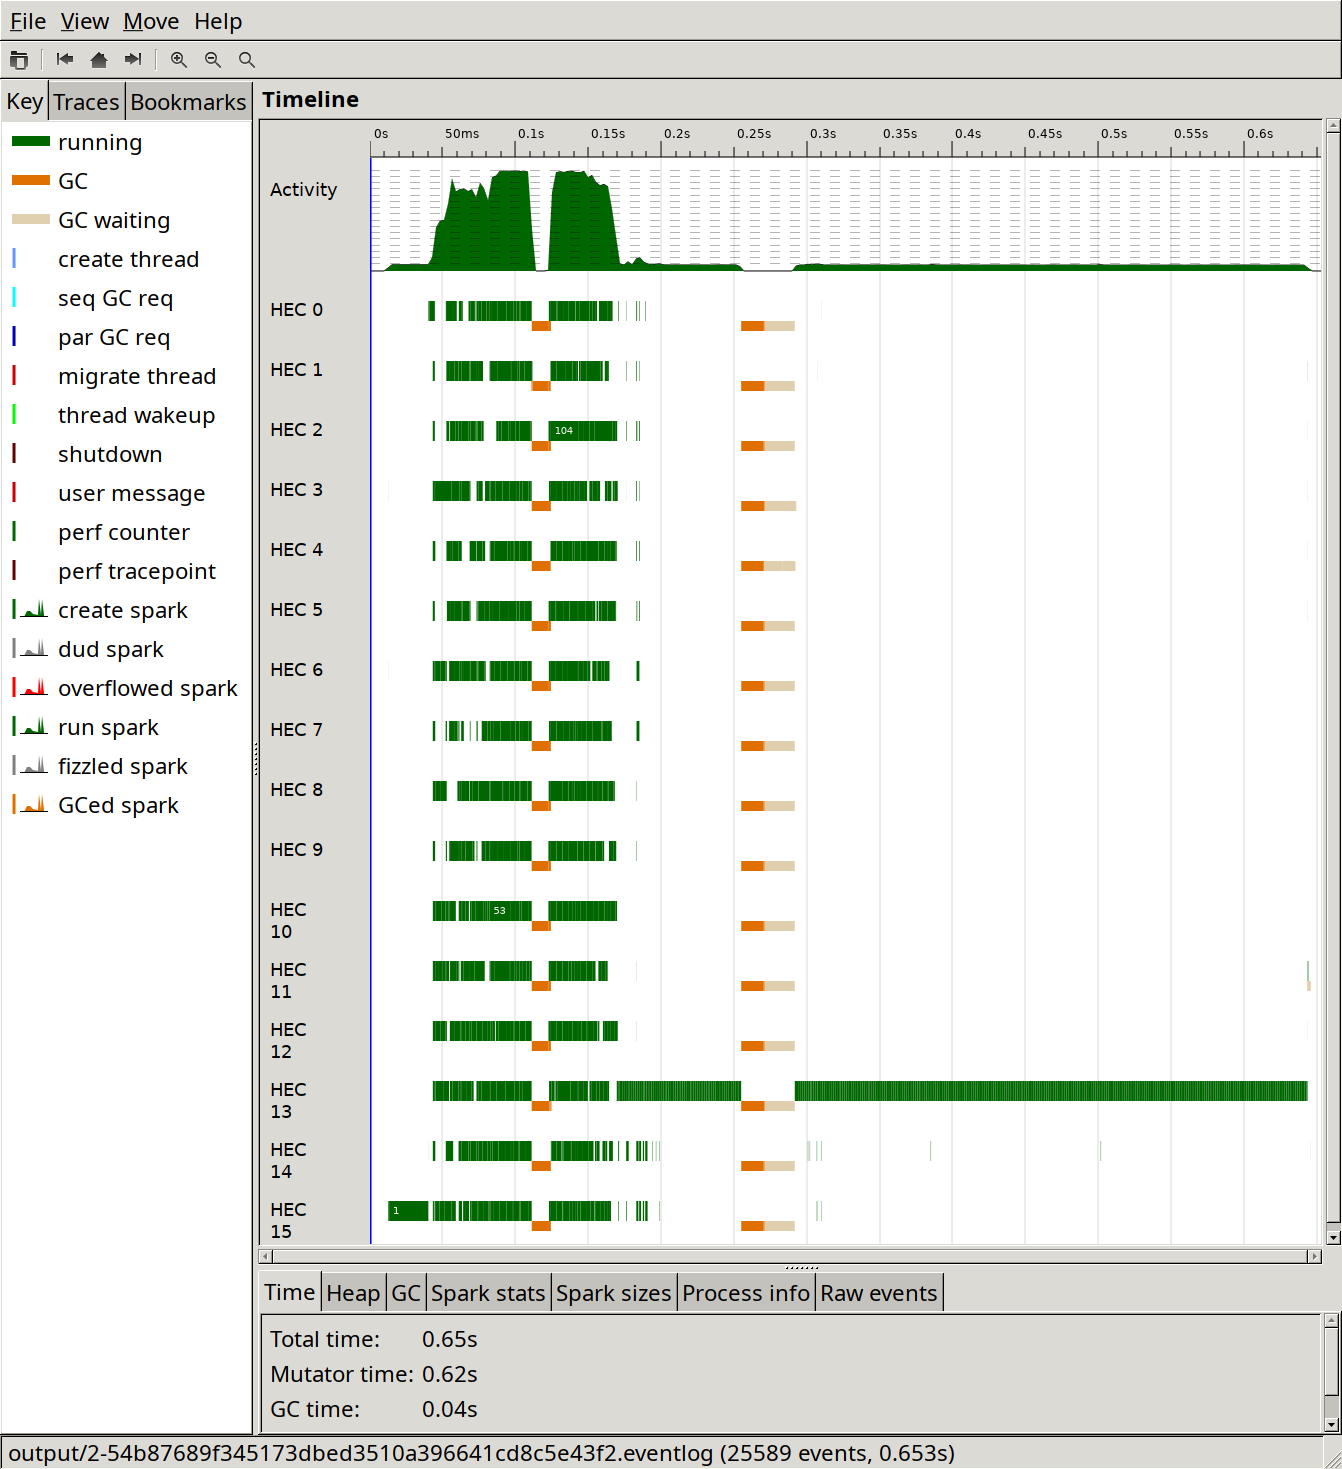 File View Move Help
Key Traces Bookmarks
Timeline
running
GC
GC waiting
create thread
seq GC req
par GC req
migrate thread
thread wakeup
shutdown
user message
perf counter
perf tracepoint
create spark
dud spark
overflowed spark
run spark
fizzled spark
GCed spark
0s 50ms 0.1s 0.15s 0.2s 0.25s 0.3s 0.35s 0.4s 0.45s 0.5s 0.55s 0.6s
Activity
HEC 0
HEC 1
HEC 2
104
HEC 3
HEC 4
HEC 5
HEC 6
HEC 7
HEC 8
HEC 9
HEC
10
53
HEC
11
HEC
12
HEC
13
HEC
14
HEC
15
1
Time Heap GC Spark stats Spark sizes Process info Raw events
Total time: 0.65s
Mutator time: 0.62s
GC time: 0.04s
output/2-54b87689f345173dbed3510a396641cd8c5e43f2.eventlog (25589 events, 0.653s)